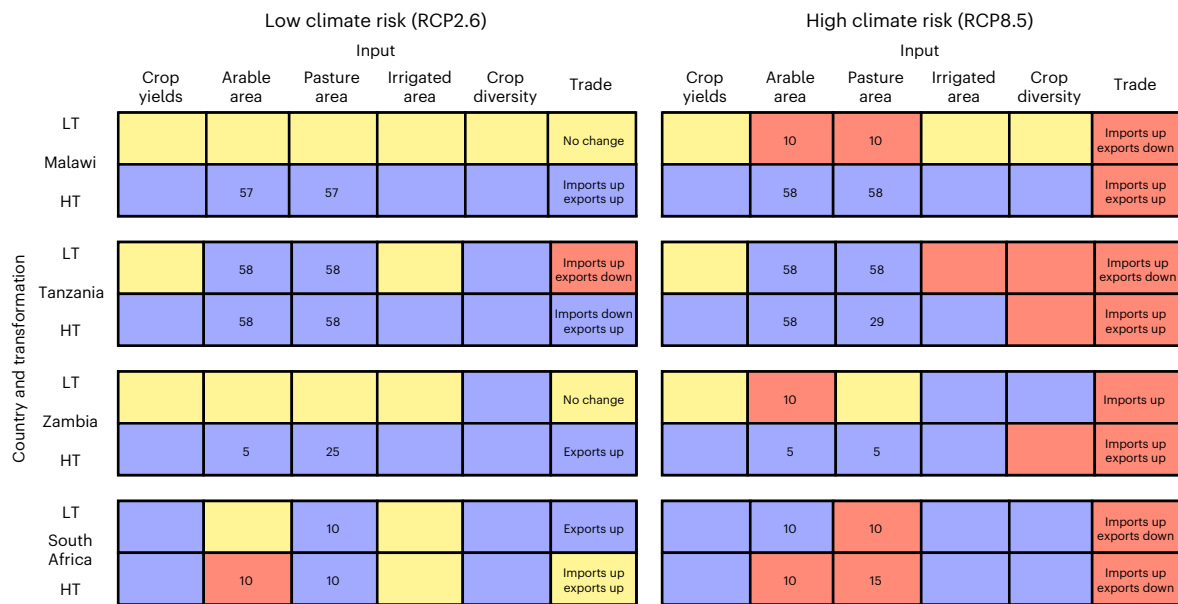 Low climate risk (RCP2.6)
High climate risk (RCP8.5)
Input
Input
Crop yields
Arable area
Pasture area
Irrigated area
Crop diversity
Trade
Crop yields
Arable area
Pasture area
Irrigated area
Crop diversity
Trade
Country and transformation
Malawi
LT
No change
10
10
Imports up
exports down
HT
57
57
Imports up
exports up
58
58
Imports up
exports up
Tanzania
LT
58
58
Imports up
exports down
58
58
Imports up
exports down
HT
58
58
Imports down
exports up
58
29
Imports up
exports up
Zambia
LT
No change
10
Imports up
HT
5
25
Exports up
5
5
Imports up
exports up
South
Africa
LT
10
Exports up
10
10
Imports up
exports down
HT
10
10
Imports up
exports up
10
15
Imports up
exports down